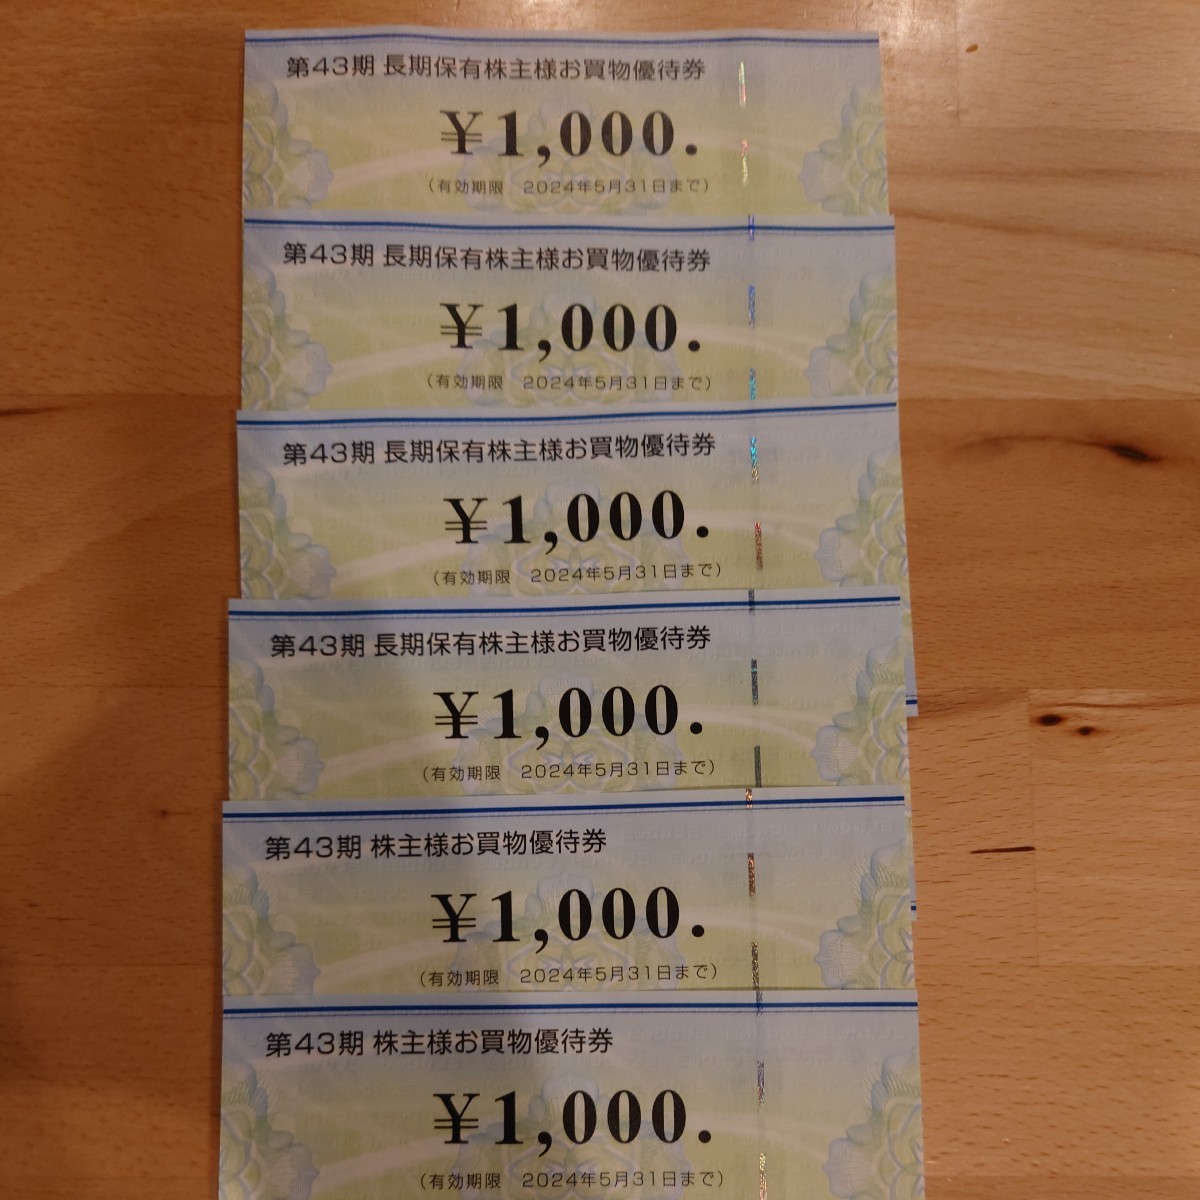 第43期 長期保有株主様お買物優待券
¥1,000.
(有効期限　2024年5月31日まで)
第43期 長期保有株主様お買物優待券
¥1,000.
(有効期限　2024年5月31日まで)
第43期 長期保有株主様お買物優待券
¥1,000.
(有効期限　2024年5月31日まで)
第43期 長期保有株主様お買物優待券
¥1,000.
(有効期限　2024年5月31日まで)
第43期 株主様お買物優待券
¥1,000.
(有効期限　2024年5月31日まで)
第43期 株主様お買物優待券
¥1,000.
(有効期限　2024年5月31日まで)